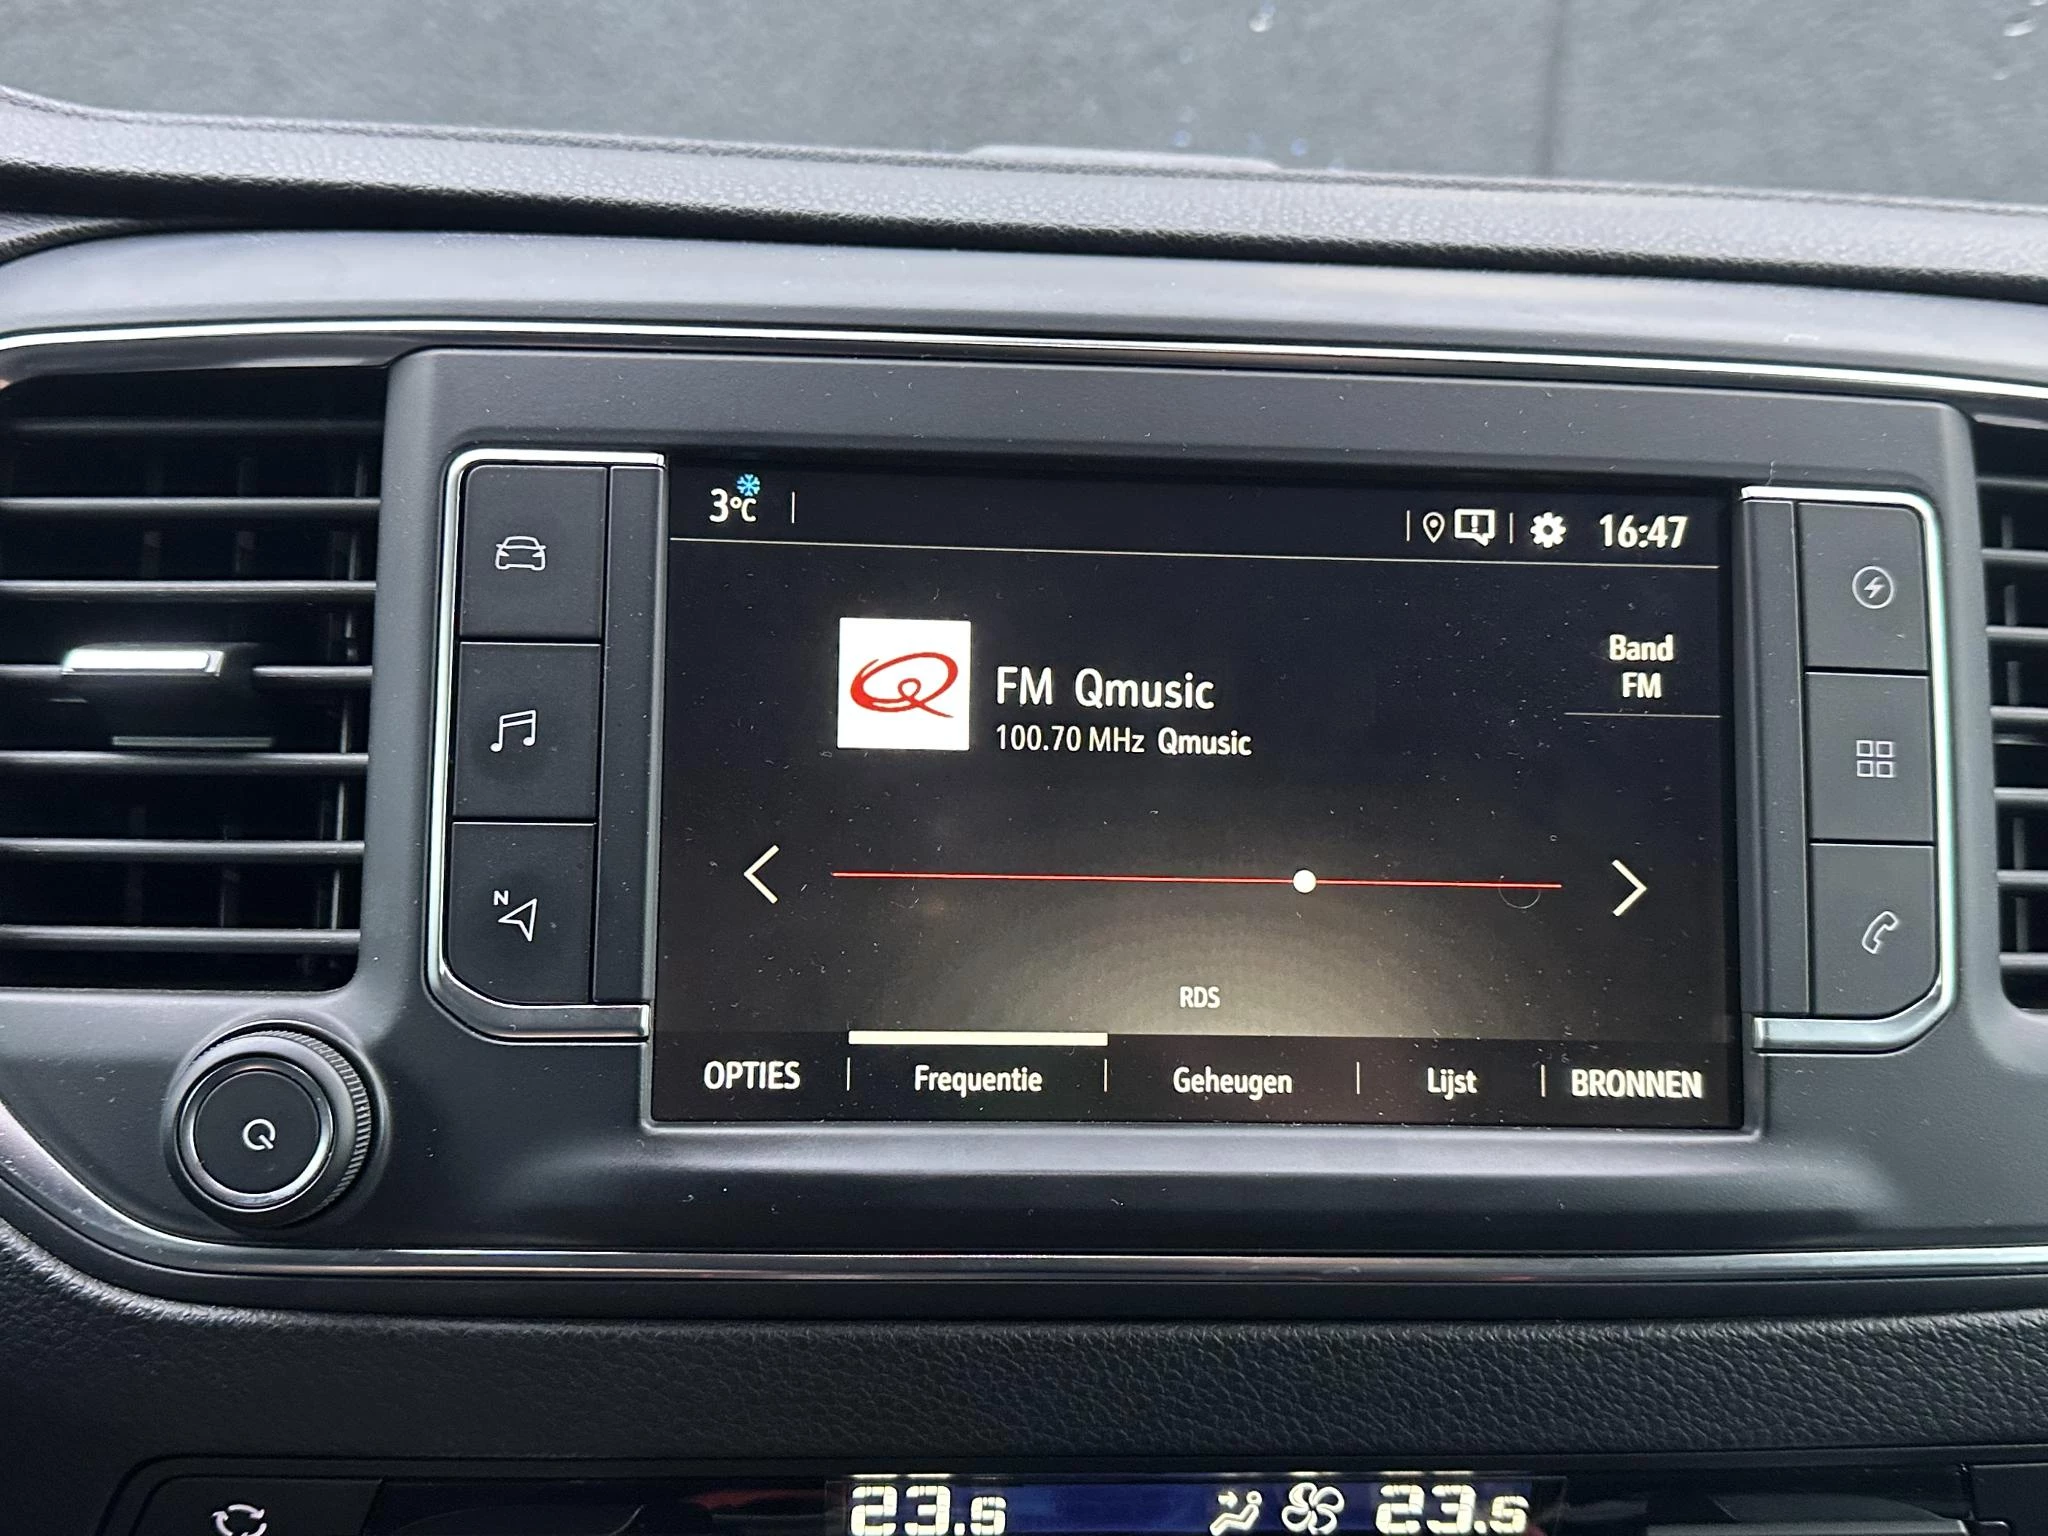 3°C
16:47
Band
FM
FM Qmusic
100.70 MHz Qmusic
N
RDS
OPTIES
Frequentie
Geheugen
Lijst
BRONNEN
23.5
23.5